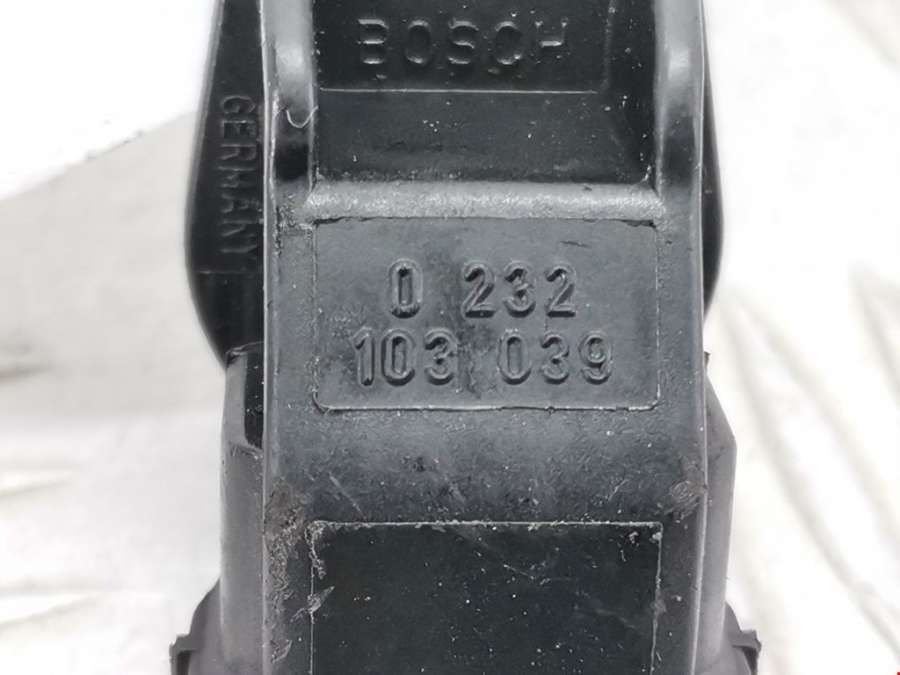 BOSCH
GERMANY
0 232
103 039